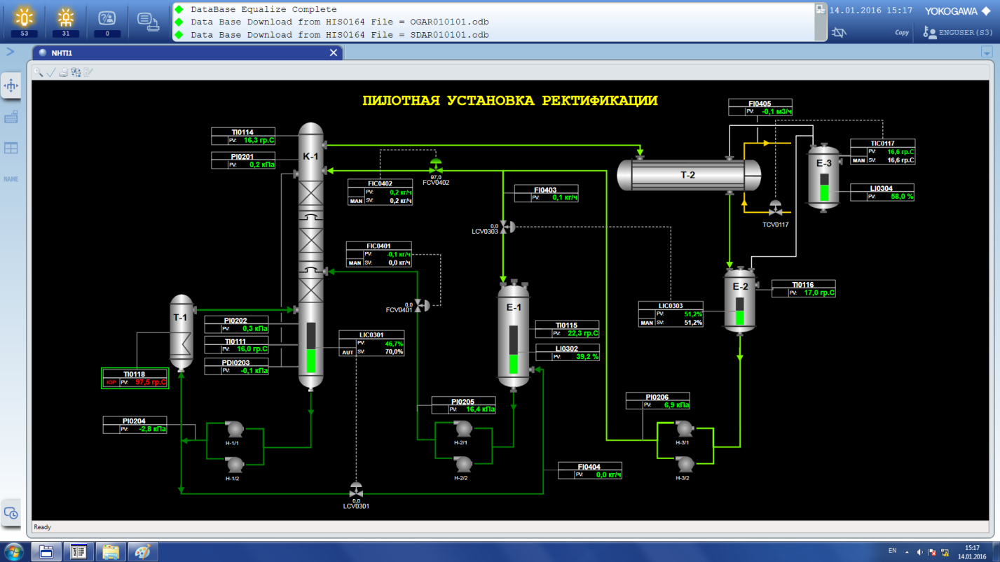 DataBase Equalize Complete
Data Base Download from HIS0164 File = OGAR010101.odb
Data Base Download from HIS0164 File = SDAR010101.odb
53
31
0
14.01.2016 15:17
YOKOGAWA
Copy
ENGUSER(S3)
NHTI1
NAME
ПИЛОТНАЯ УСТАНОВКА РЕКТИФИКАЦИИ
TI0114
PV: 16,3 гр.С
PI0201
PV: 0,2 кПа
К-1
FIC0402
PV: 0,2 кг/ч
MAN SV: 0,2 кг/ч
97,0
FCV0402
FI0403
PV: 0,1 кг/ч
0,0
LCV0303
Т-2
FI0405
PV: -0,1 м3/ч
TIC0117
PV: 16,6 гр.С
MAN SV: 16,6 гр.С
Е-3
LI0304
PV: 58,0 %
TCV0117
FIC0401
PV: -0,1 кг/ч
MAN SV: 0,0 кг/ч
0,0
FCV0401
Е-1
Е-2
TI0116
PV: 17,0 гр.С
LIC0303
PV: 51,2%
MAN SV: 51,2%
Т-1
PI0202
PV: 0,3 кПа
TI0111
PV: 16,0 гр.С
PDI0203
PV: -0,1 кПа
LIC0301
PV: 46,7%
AUT SV: 70,0%
TI0115
PV: 22,3 гр.С
LI0302
PV: 39,2 %
TI0118
IOP PV: 97,5 гр.С
PI0204
PV: -2,8 кПа
PI0205
PV: 16,4 кПа
PI0206
PV: 6,9 кПа
Н-1/1
Н-1/2
Н-2/1
Н-2/2
Н-3/1
Н-3/2
FI0404
PV: 0,0 кг/ч
0,0
LCV0301
Ready
EN
15:17
14.01.2016